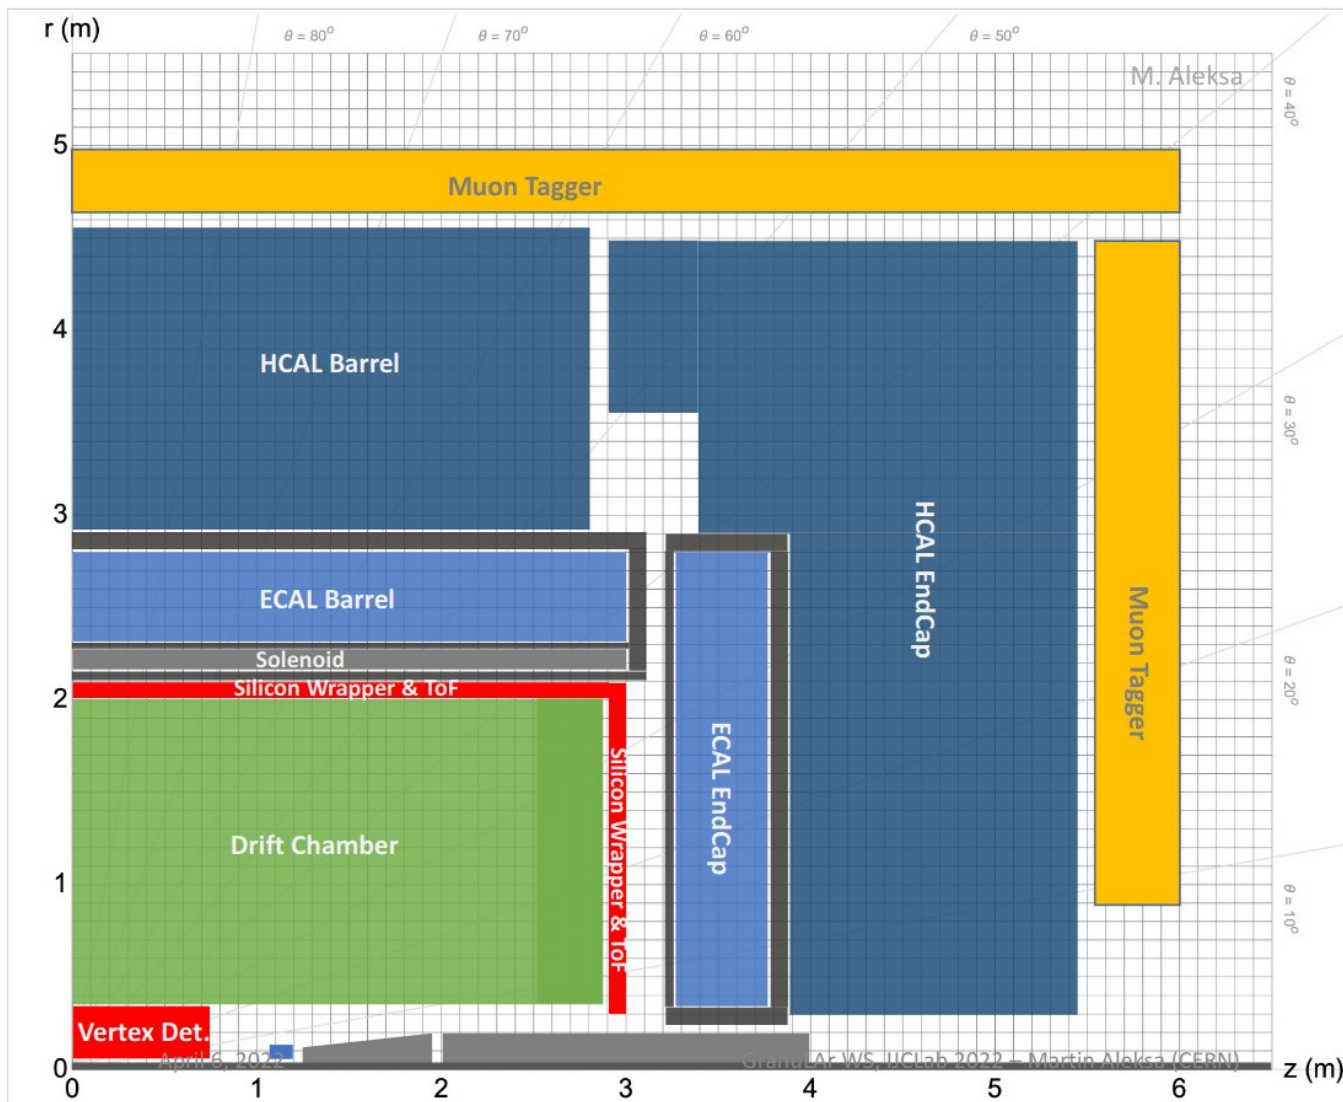 r (m)
θ = 80°
θ = 70°
θ = 60°
θ = 50°
M. Aleksa
θ = 40°
5
Muon Tagger
4
HCAL Barrel
θ = 30°
3
HCAL EndCap
ECAL Barrel
Muon Tagger
Solenoid
Silicon Wrapper & ToF
θ = 20°
2
Silicon Wrapper & ToF
ECAL EndCap
Drift Chamber
1
θ = 10°
Vertex Det.
April 6, 2022
GranuLAr WS, IJCLab 2022 – Martin Aleksa (CERN)
0
z (m)
0 1 2 3 4 5 6